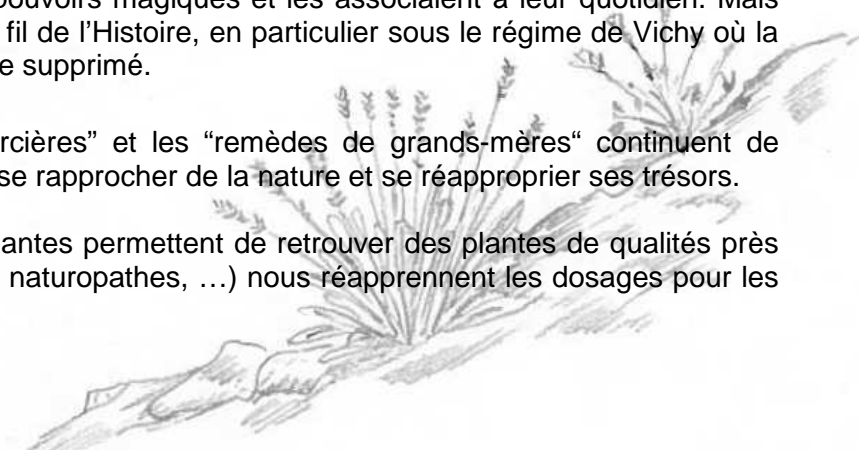 pouvoirs magiques et les associaient à leur quotidien. Mais
fil de l’Histoire, en particulier sous le régime de Vichy où la
e supprimé.
rcières” et les “remèdes de grands-mères“ continuent de
se rapprocher de la nature et se réapproprier ses trésors.
lantes permettent de retrouver des plantes de qualités près
naturopathes, …) nous réapprennent les dosages pour les